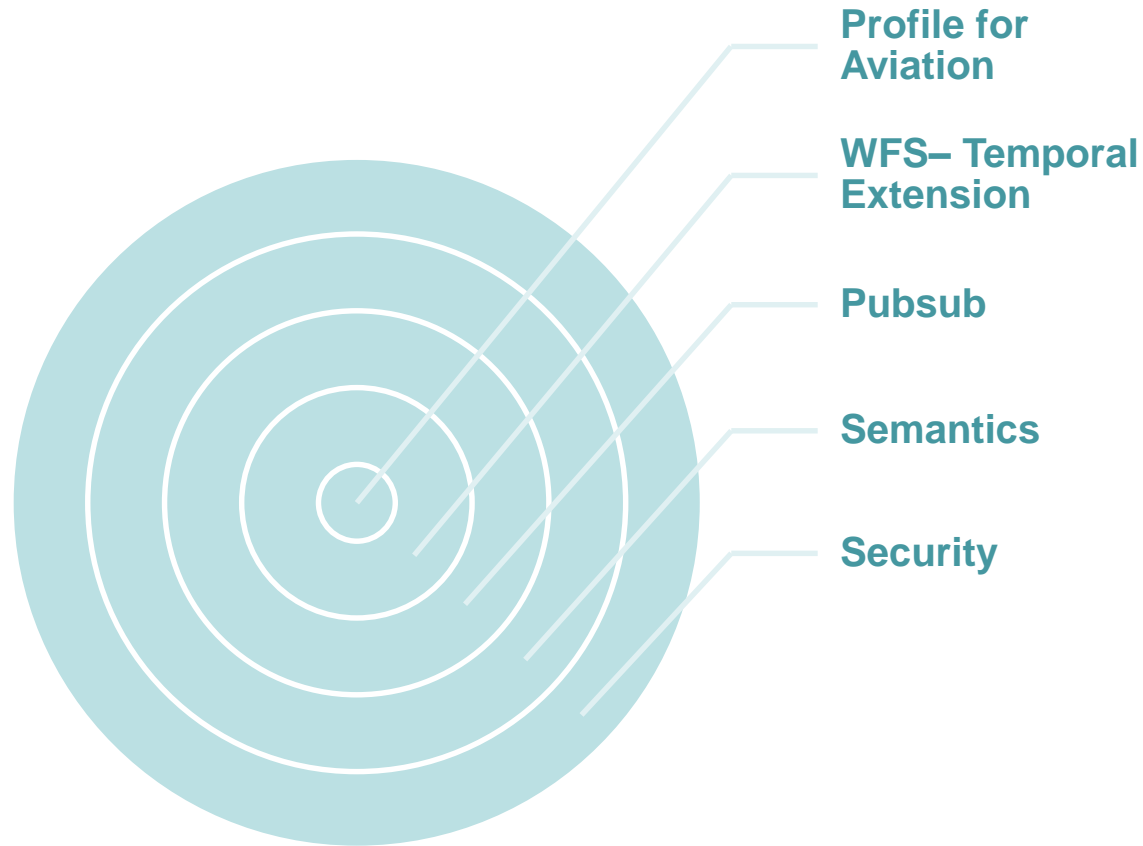 Profile for
Aviation
WFS– Temporal
Extension
Pubsub
Semantics
Security